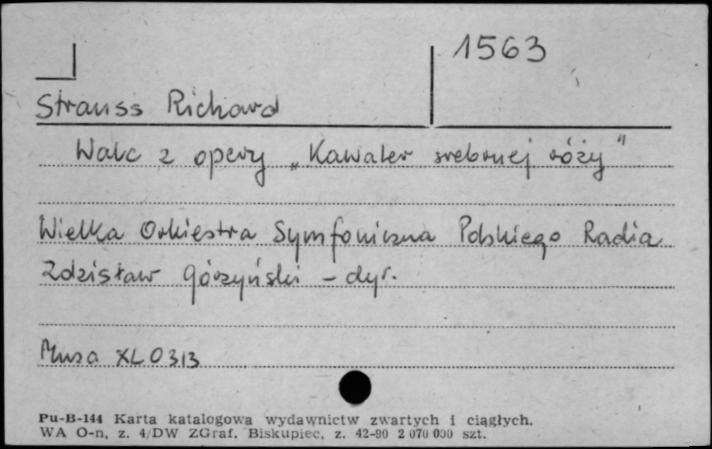 1563
Strauss Richard
Walc z opery „Kawaler srebrnej róży"
Wielka Orkiestra Symfoniczna Polskiego Radia
Zdzisław Górzyński – dyr.
Muza XL 0313
Pu-B-144 Karta katalogowa wydawnictw zwartych i ciągłych.
WA O-n, z. 4/DW ZGraf. Biskupiec, z. 42-90 2 070 000 szt.